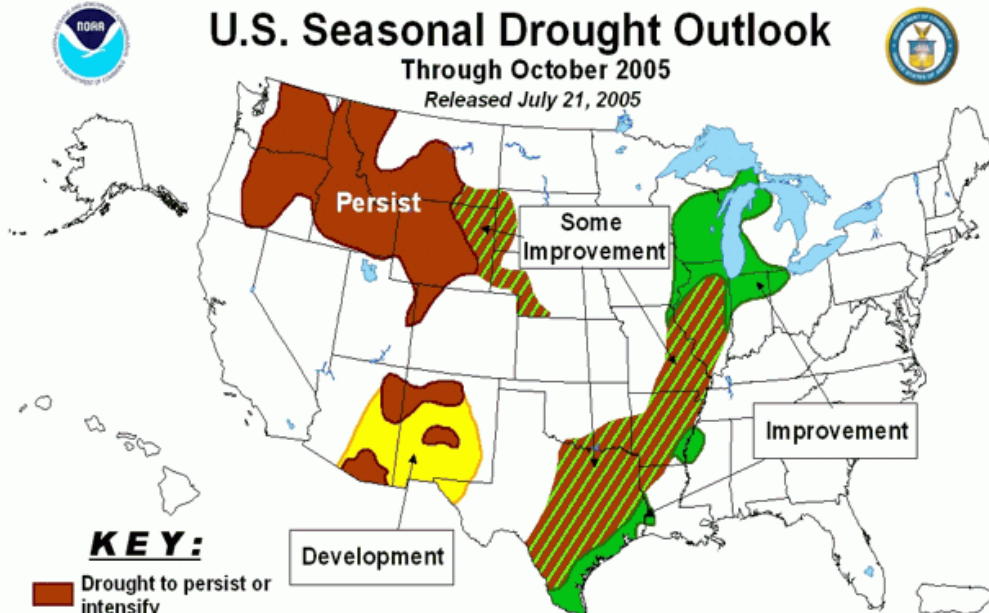 NOAA
U.S. Seasonal Drought Outlook
Through October 2005
Released July 21, 2005
Persist
Some
Improvement
Improvement
Development
KEY:
Drought to persist or
intensify